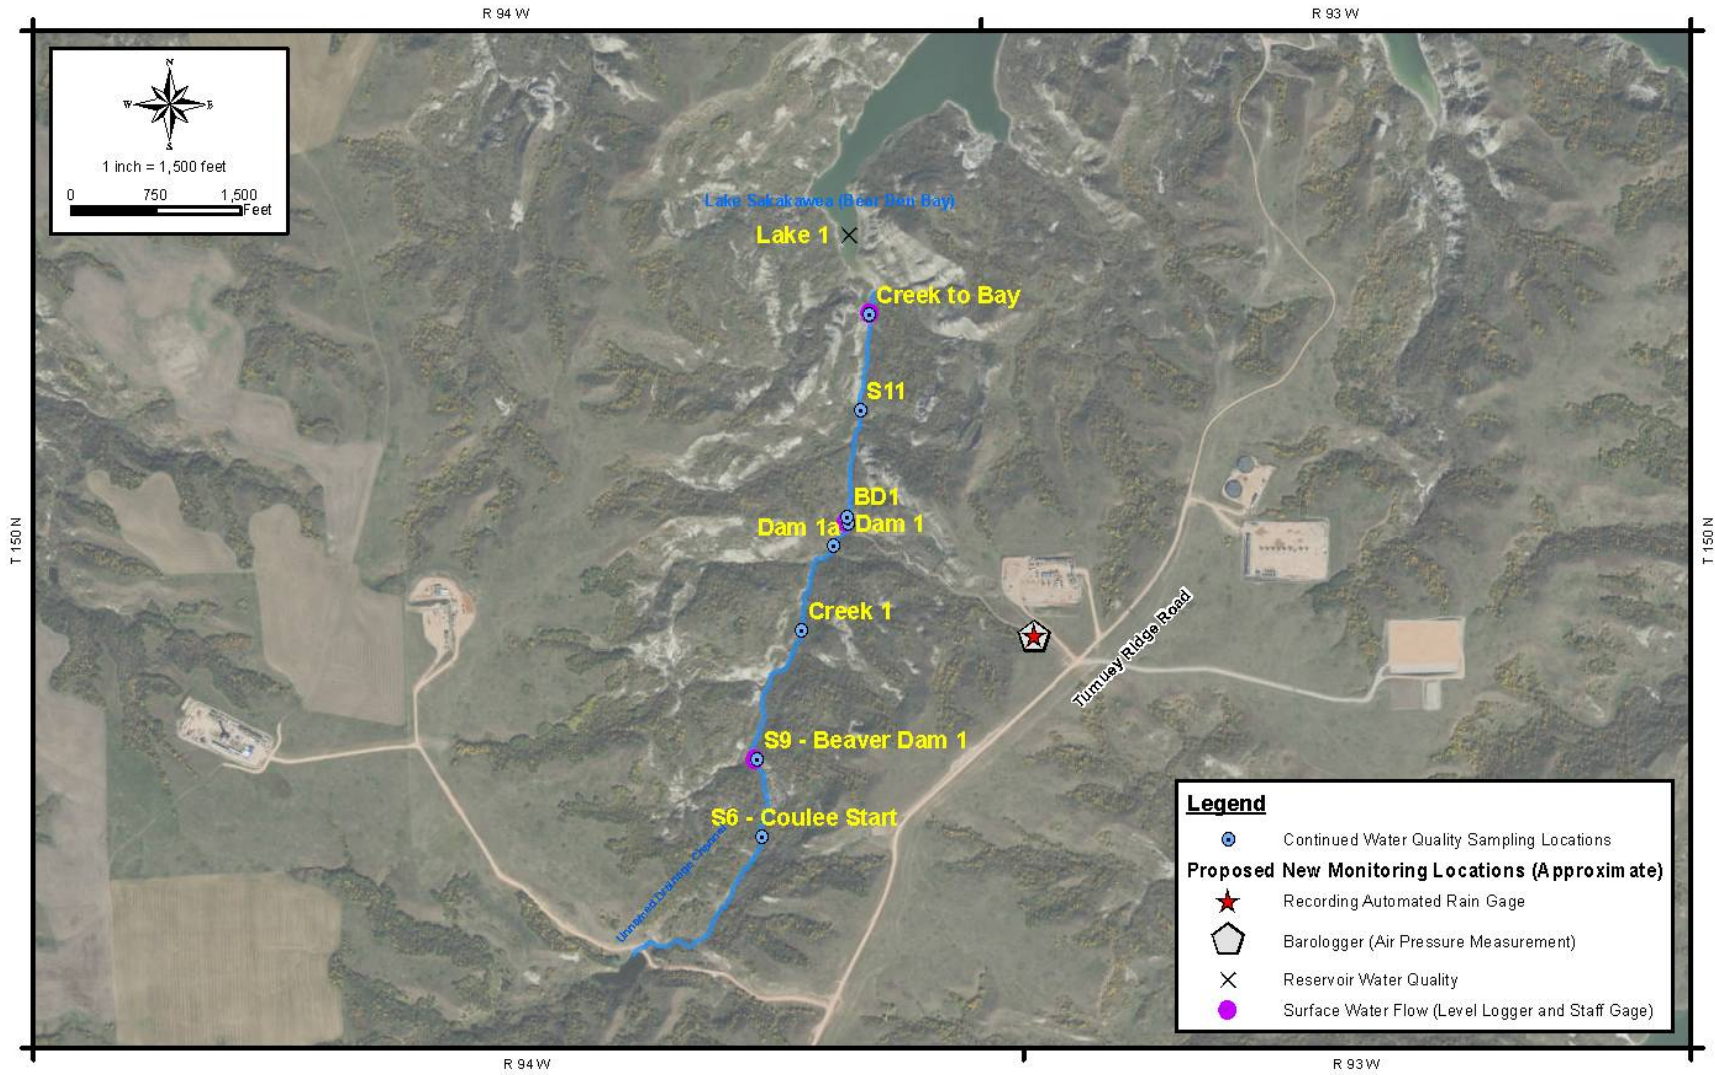 R 94 W
R 93 W
N
W E
S
1 inch = 1,500 feet
0 750 1,500
Feet
Lake Sakakawea (Bear Den Bay)
Lake 1
Creek to Bay
S11
BD1
Dam 1a
Dam 1
Creek 1
T 150 N
T 150 N
Tumuey Ridge Road
S9 - Beaver Dam 1
S6 - Coulee Start
Unnamed Drainage Channel
Legend
Continued Water Quality Sampling Locations
Proposed New Monitoring Locations (Approximate)
Recording Automated Rain Gage
Barologger (Air Pressure Measurement)
Reservoir Water Quality
Surface Water Flow (Level Logger and Staff Gage)
R 94 W
R 93 W